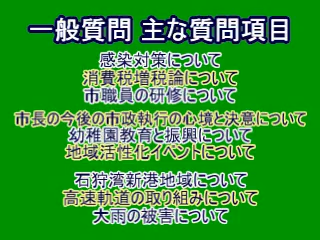 一般質問 主な質問項目
感染対策について
消費税増税論について
市職員の研修について
市長の今後の市政執行の心境と決意について
幼稚園教育と振興について
地域活性化イベントについて
石狩湾新港地域について
高速軌道の取り組みについて
大雨の被害について